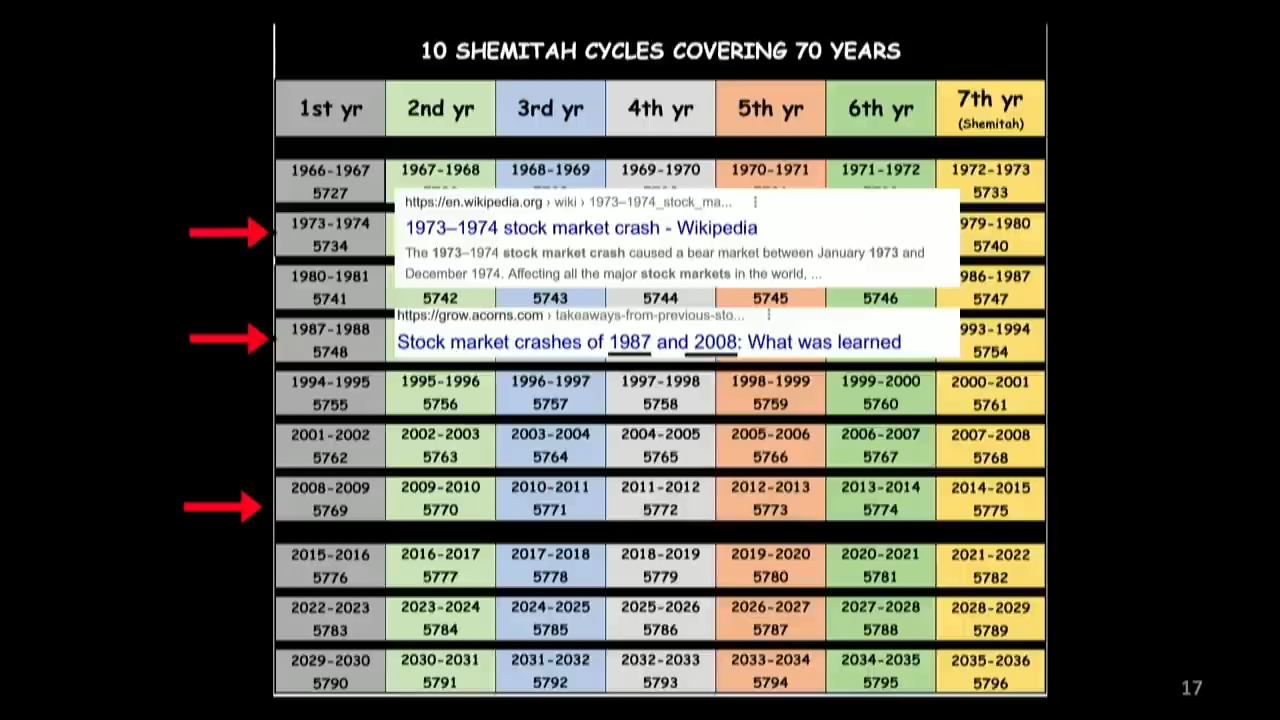 10 SHEMITAH CYCLES COVERING 70 YEARS
1st yr 2nd yr 3rd yr 4th yr 5th yr 6th yr 7th yr
(Shemitah)
1966-1967 1967-1968 1968-1969 1969-1970 1970-1971 1971-1972 1972-1973
5727 5733
https://en.wikipedia.org › wiki › 1973–1974_stock_ma...
1973-1974 1973–1974 stock market crash - Wikipedia 979-1980
5734 The 1973–1974 stock market crash caused a bear market between January 1973 and 5740
December 1974. Affecting all the major stock markets in the world, ...
1980-1981 986-1987
5741 5742 5743 5744 5745 5746 5747
https://grow.acorns.com › takeaways-from-previous-sto...
1987-1988 Stock market crashes of 1987 and 2008: What was learned 993-1994
5748 5754
1994-1995 1995-1996 1996-1997 1997-1998 1998-1999 1999-2000 2000-2001
5755 5756 5757 5758 5759 5760 5761
2001-2002 2002-2003 2003-2004 2004-2005 2005-2006 2006-2007 2007-2008
5762 5763 5764 5765 5766 5767 5768
2008-2009 2009-2010 2010-2011 2011-2012 2012-2013 2013-2014 2014-2015
5769 5770 5771 5772 5773 5774 5775
2015-2016 2016-2017 2017-2018 2018-2019 2019-2020 2020-2021 2021-2022
5776 5777 5778 5779 5780 5781 5782
2022-2023 2023-2024 2024-2025 2025-2026 2026-2027 2027-2028 2028-2029
5783 5784 5785 5786 5787 5788 5789
2029-2030 2030-2031 2031-2032 2032-2033 2033-2034 2034-2035 2035-2036
5790 5791 5792 5793 5794 5795 5796
17